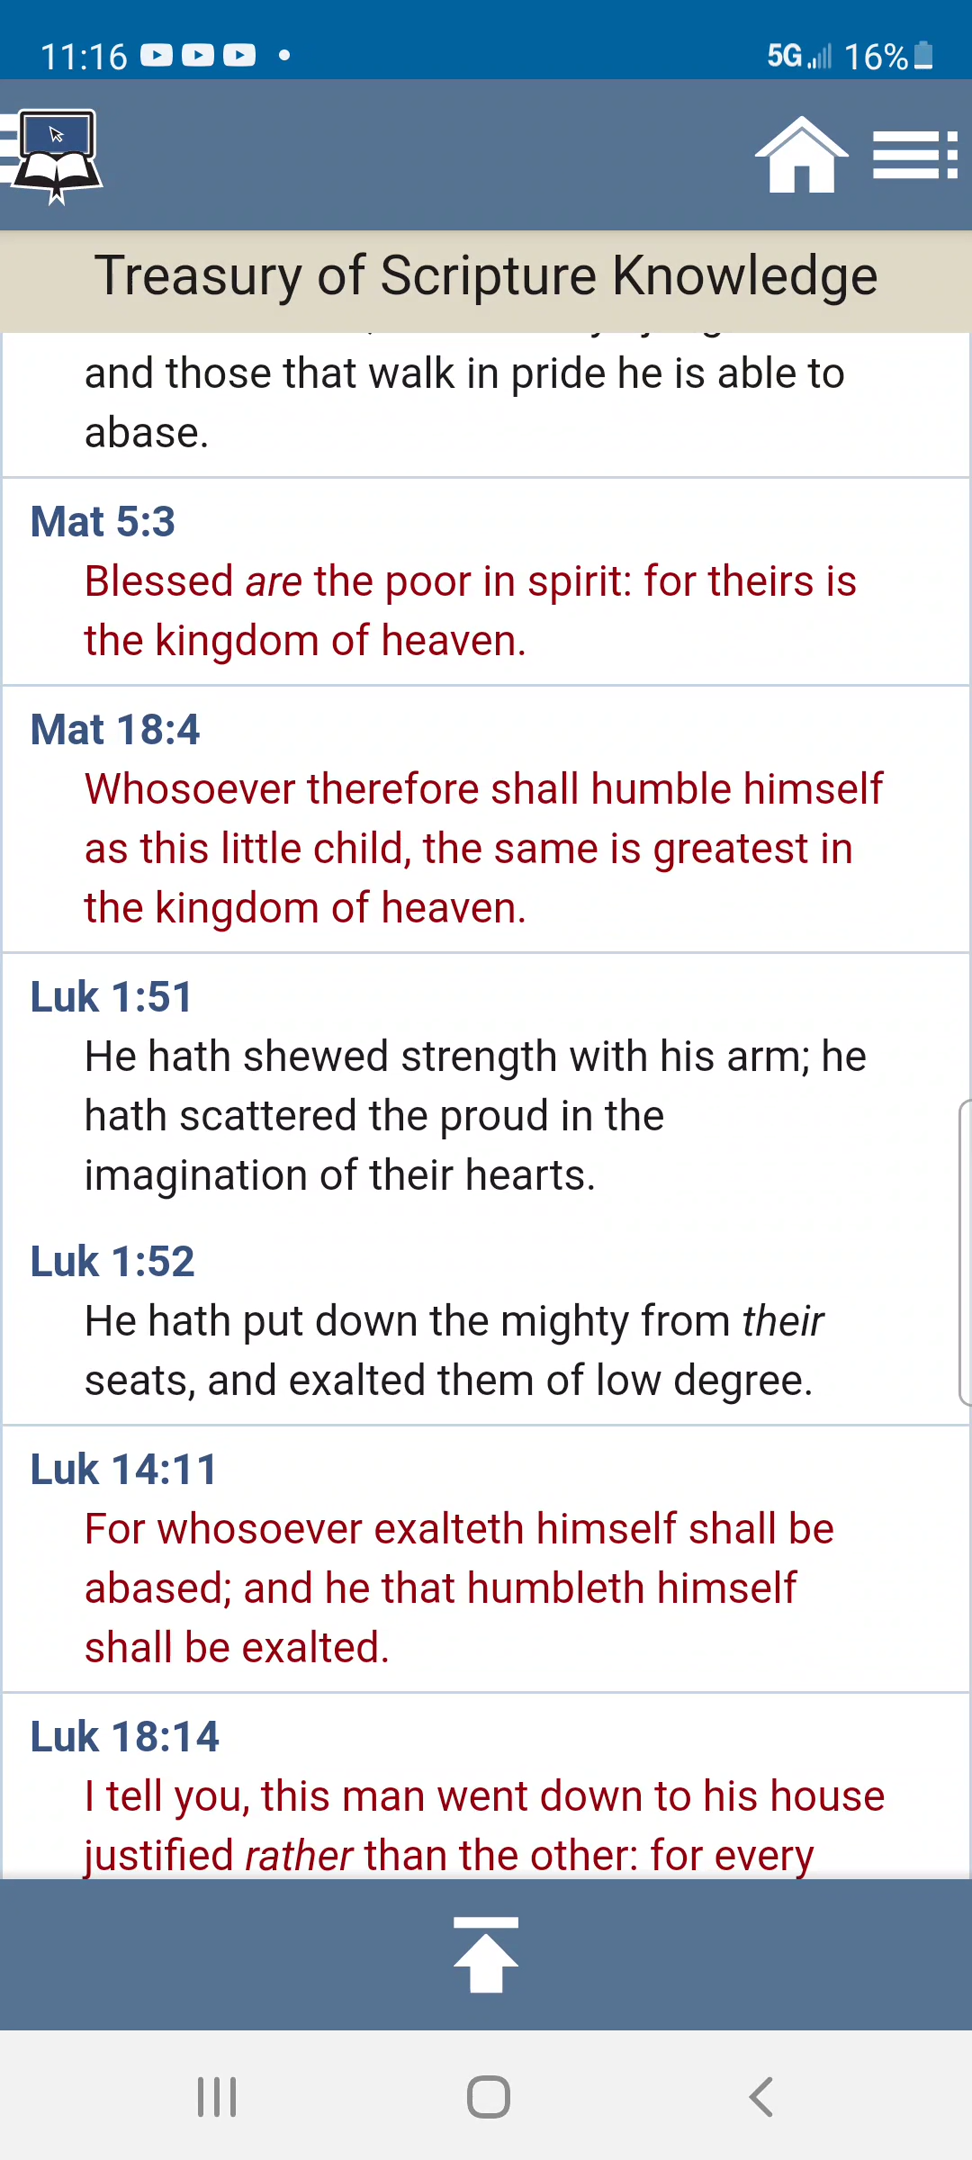 11:16
5G 16%
Treasury of Scripture Knowledge
and those that walk in pride he is able to
abase.
Mat 5:3
Blessed are the poor in spirit: for theirs is
the kingdom of heaven.
Mat 18:4
Whosoever therefore shall humble himself
as this little child, the same is greatest in
the kingdom of heaven.
Luk 1:51
He hath shewed strength with his arm; he
hath scattered the proud in the
imagination of their hearts.
Luk 1:52
He hath put down the mighty from their
seats, and exalted them of low degree.
Luk 14:11
For whosoever exalteth himself shall be
abased; and he that humbleth himself
shall be exalted.
Luk 18:14
I tell you, this man went down to his house
justified rather than the other: for every